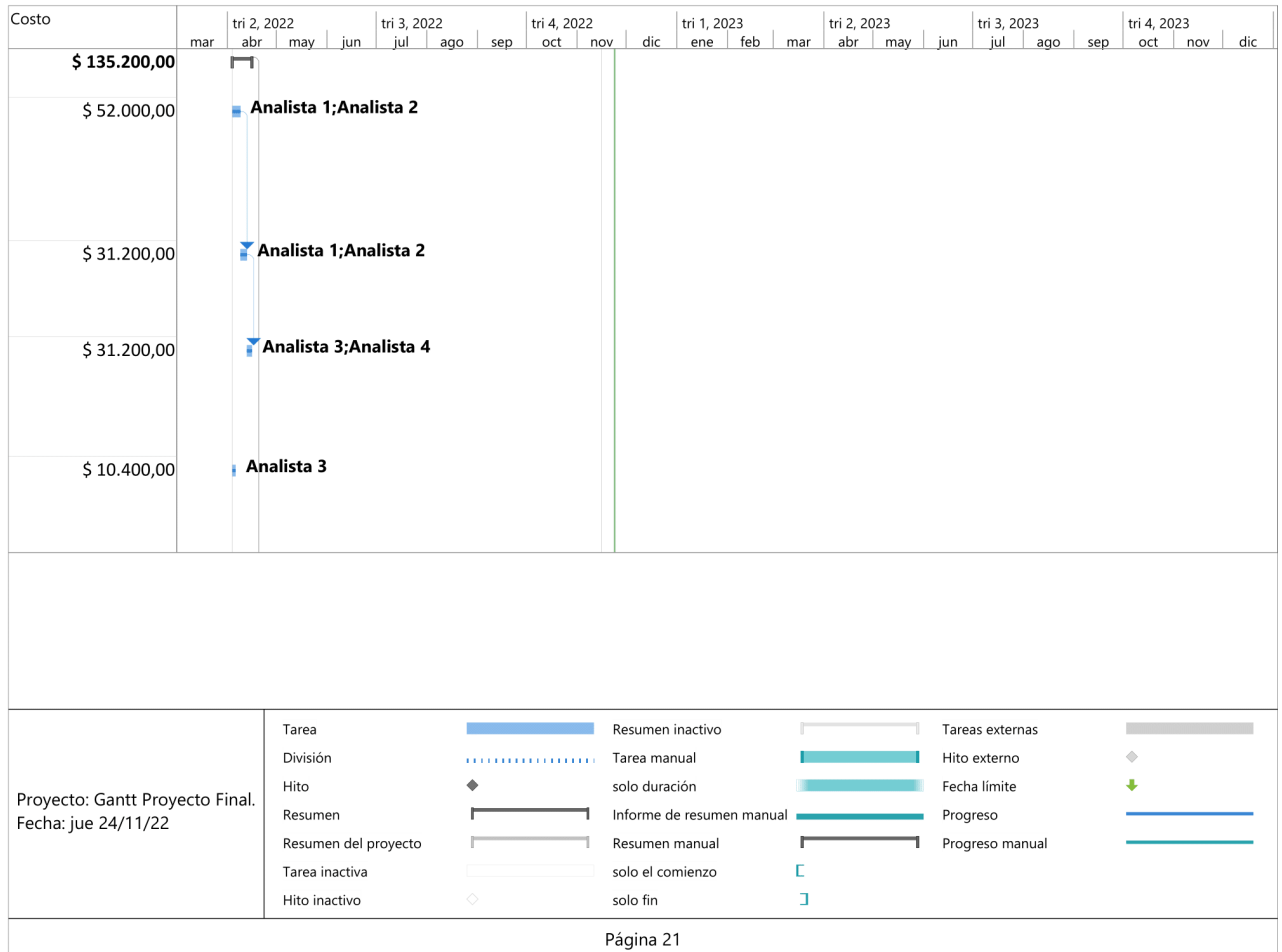 Costo
tri 2, 2022 tri 3, 2022 tri 4, 2022 tri 1, 2023 tri 2, 2023 tri 3, 2023 tri 4, 2023
mar abr may jun jul ago sep oct nov dic ene feb mar abr may jun jul ago sep oct nov dic
$ 135.200,00
$ 52.000,00 Analista 1;Analista 2
$ 31.200,00 Analista 1;Analista 2
$ 31.200,00 Analista 3;Analista 4
$ 10.400,00 Analista 3
Proyecto: Gantt Proyecto Final.
Fecha: jue 24/11/22
Tarea
División
Hito
Resumen
Resumen del proyecto
Tarea inactiva
Hito inactivo
Resumen inactivo
Tarea manual
solo duración
Informe de resumen manual
Resumen manual
solo el comienzo
solo fin
Tareas externas
Hito externo
Fecha límite
Progreso
Progreso manual
Página 21